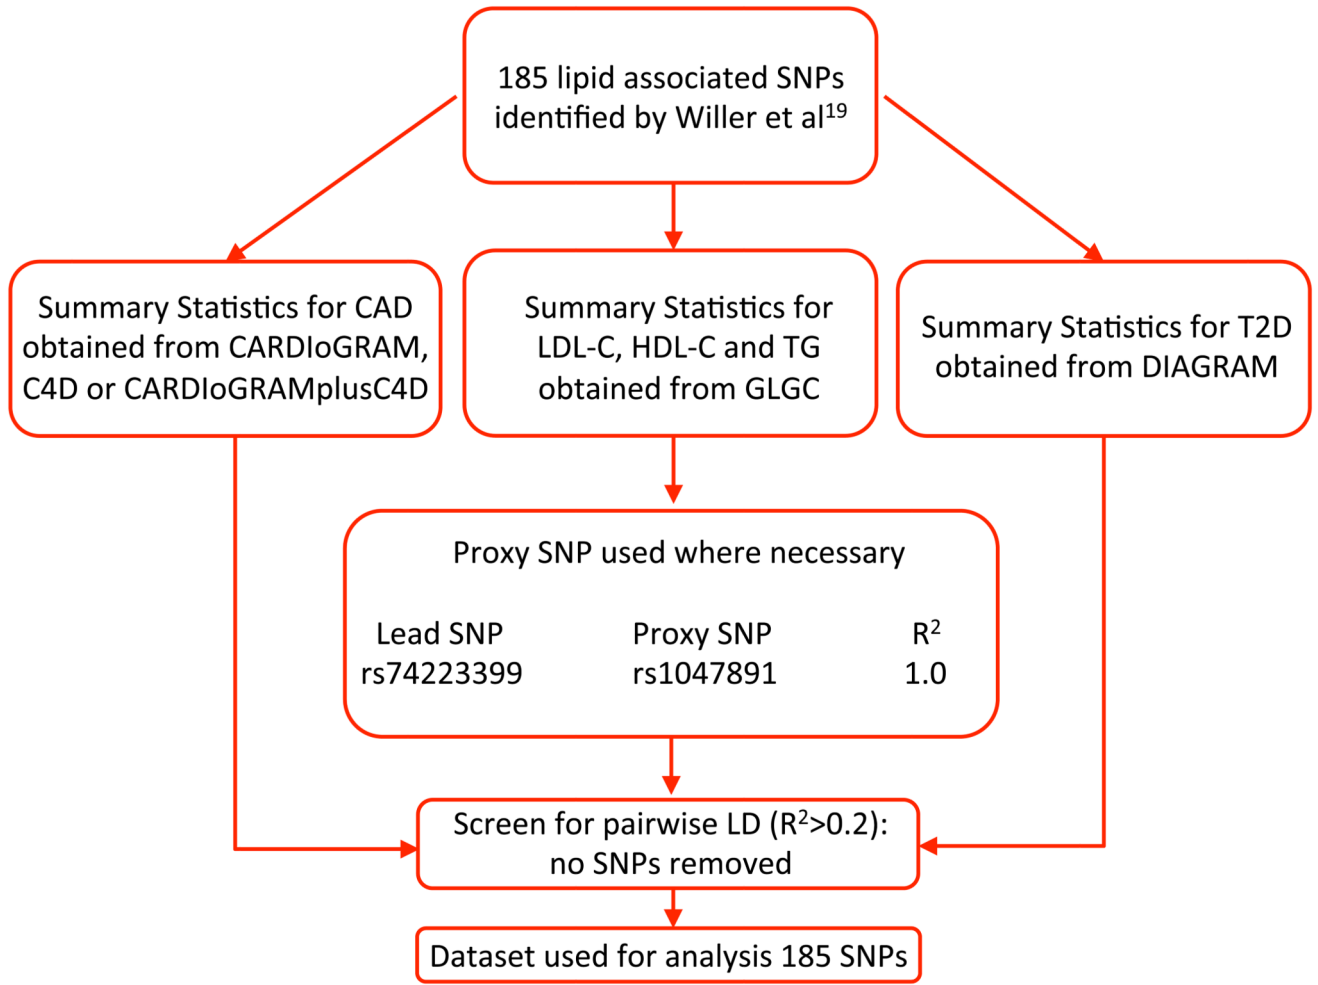 185 lipid associated SNPs
identified by Willer et al¹⁹
Summary Statistics for CAD
obtained from CARDIoGRAM,
C4D or CARDIoGRAMplusC4D
Summary Statistics for
LDL-C, HDL-C and TG
obtained from GLGC
Summary Statistics for T2D
obtained from DIAGRAM
Proxy SNP used where necessary
Lead SNP Proxy SNP R²
rs74223399 rs1047891 1.0
Screen for pairwise LD (R²>0.2):
no SNPs removed
Dataset used for analysis 185 SNPs